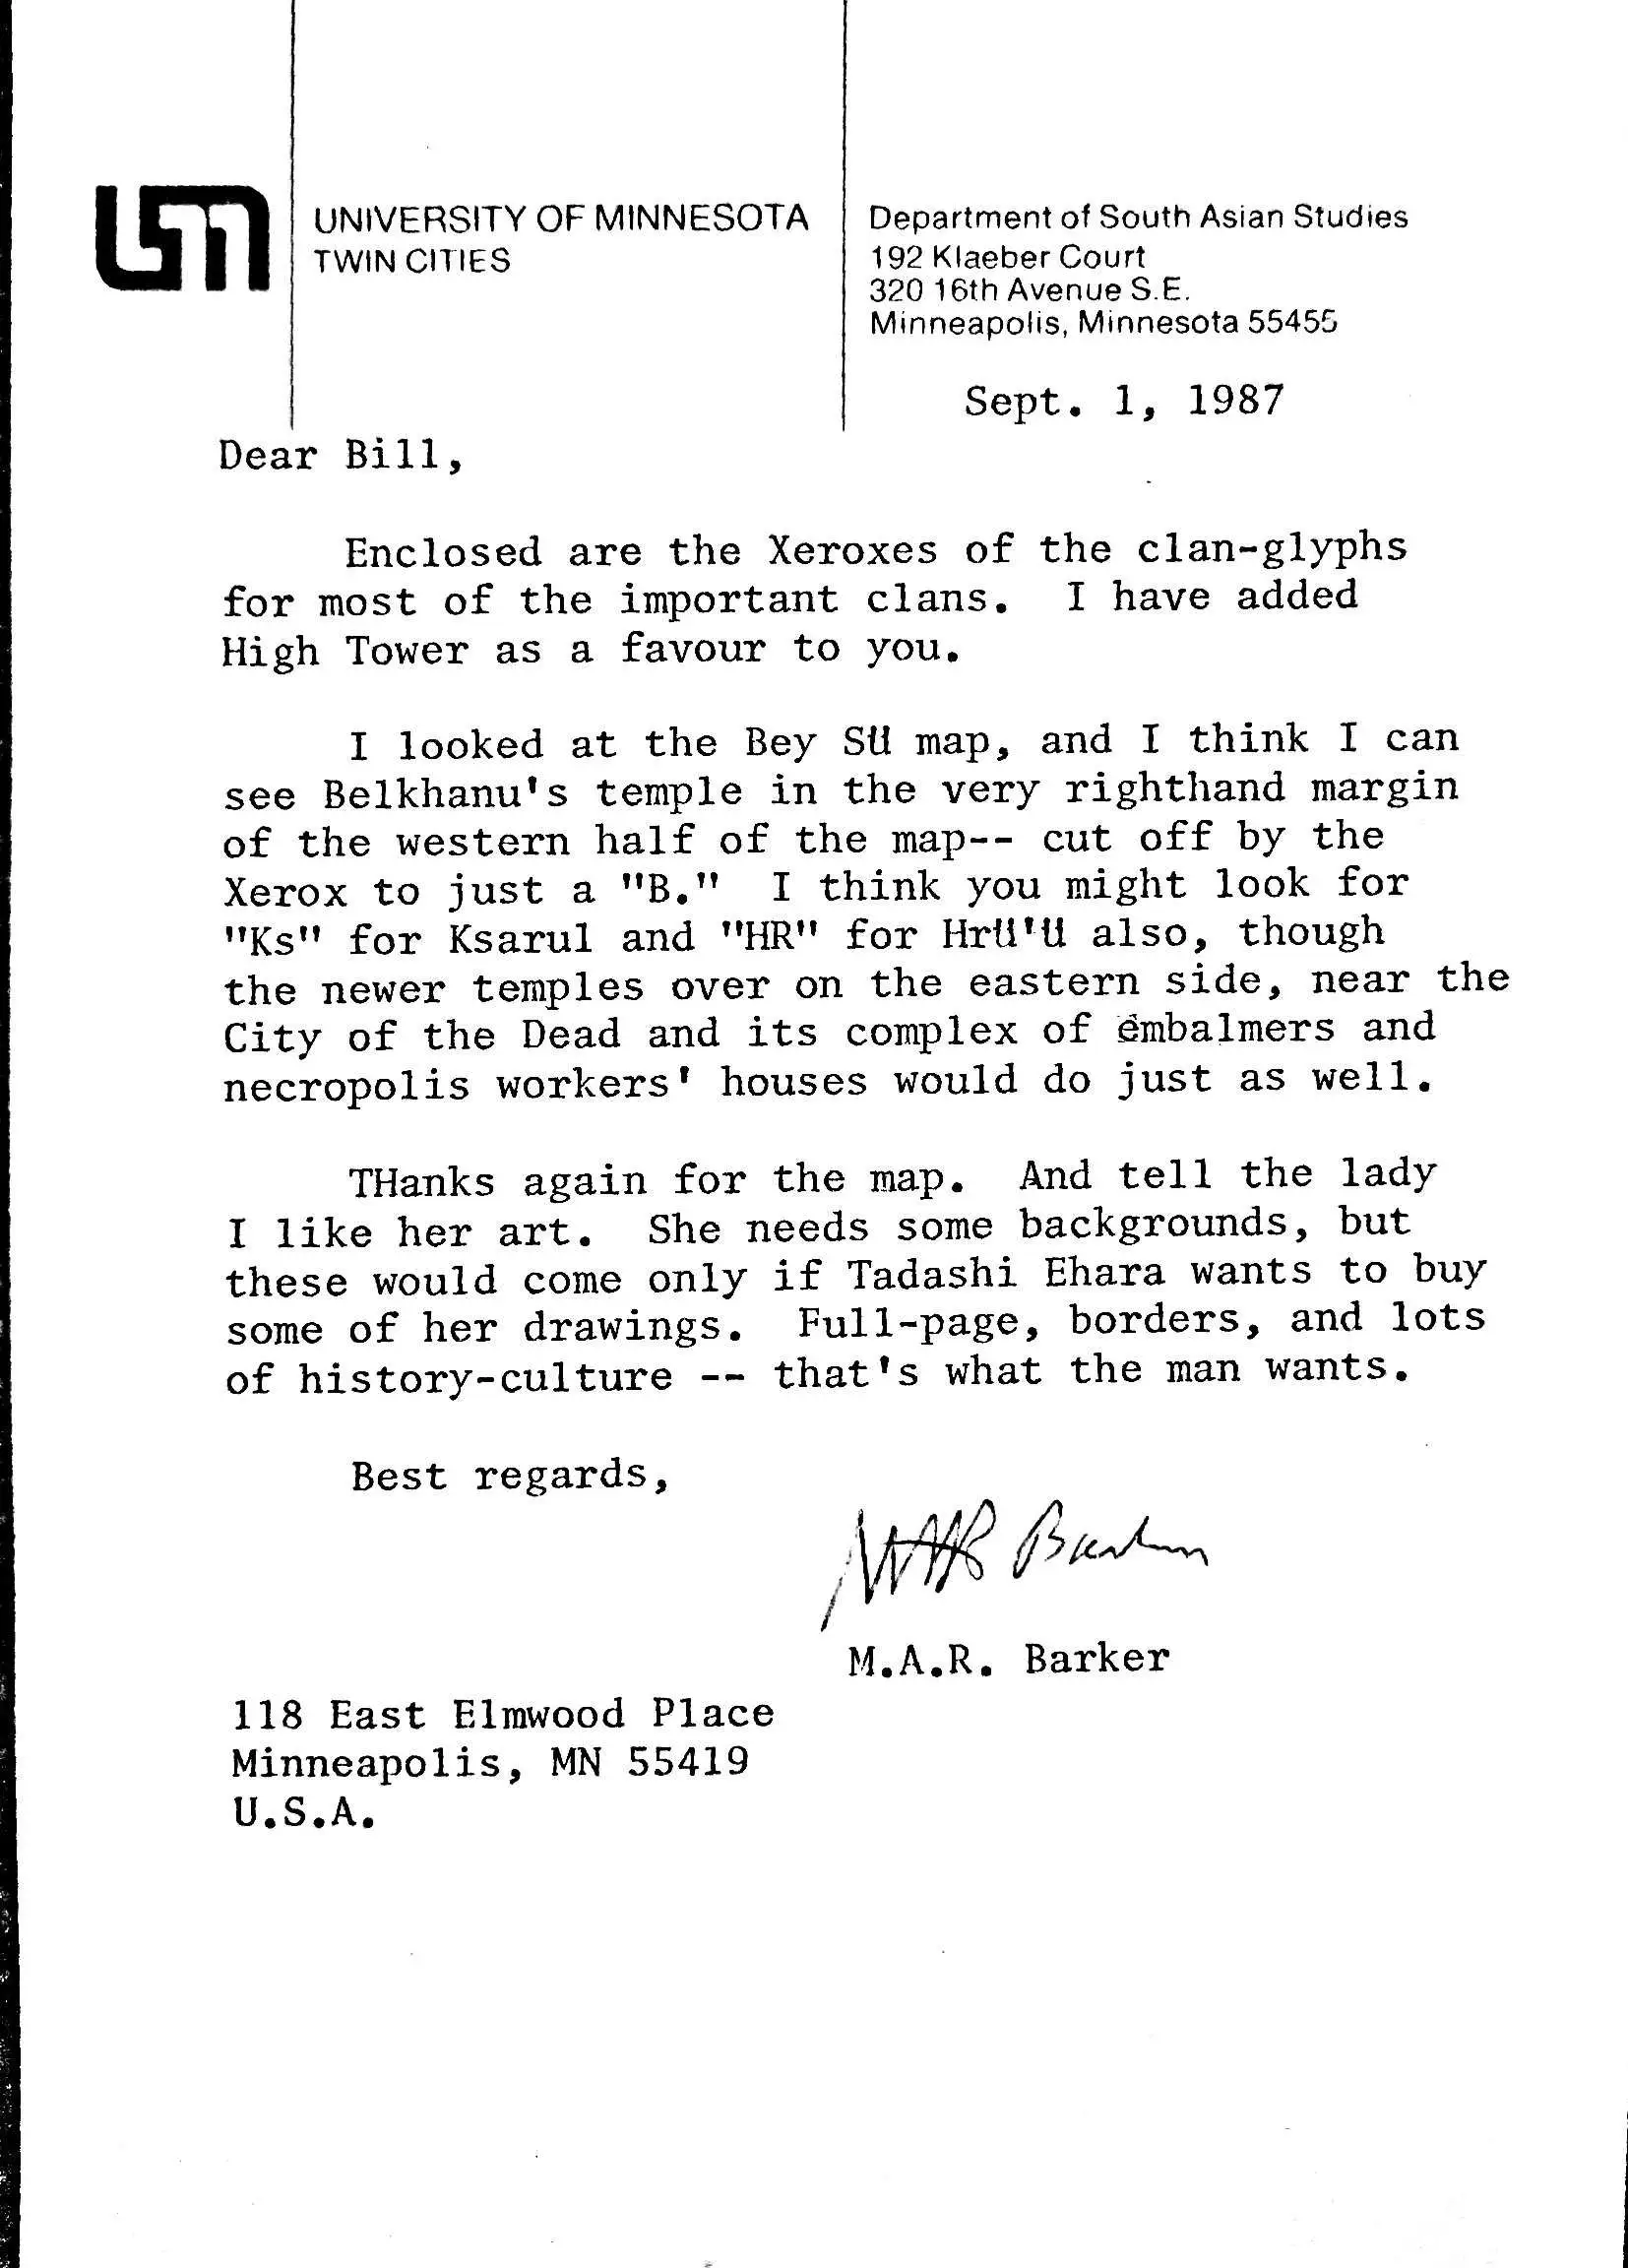 UNIVERSITY OF MINNESOTA
TWIN CITIES
Department of South Asian Studies
192 Klaeber Court
320 16th Avenue S.E.
Minneapolis, Minnesota 55455
Sept. 1, 1987
Dear Bill,
Enclosed are the Xeroxes of the clan-glyphs
for most of the important clans. I have added
High Tower as a favour to you.
I looked at the Bey Sü map, and I think I can
see Belkhanu's temple in the very righthand margin
of the western half of the map-- cut off by the
Xerox to just a "B." I think you might look for
"Ks" for Ksarul and "HR" for Hrü'ü also, though
the newer temples over on the eastern side, near the
City of the Dead and its complex of embalmers and
necropolis workers' houses would do just as well.
THanks again for the map. And tell the lady
I like her art. She needs some backgrounds, but
these would come only if Tadashi Ehara wants to buy
some of her drawings. Full-page, borders, and lots
of history-culture -- that's what the man wants.
Best regards,
MAR Barker
M.A.R. Barker
118 East Elmwood Place
Minneapolis, MN 55419
U.S.A.